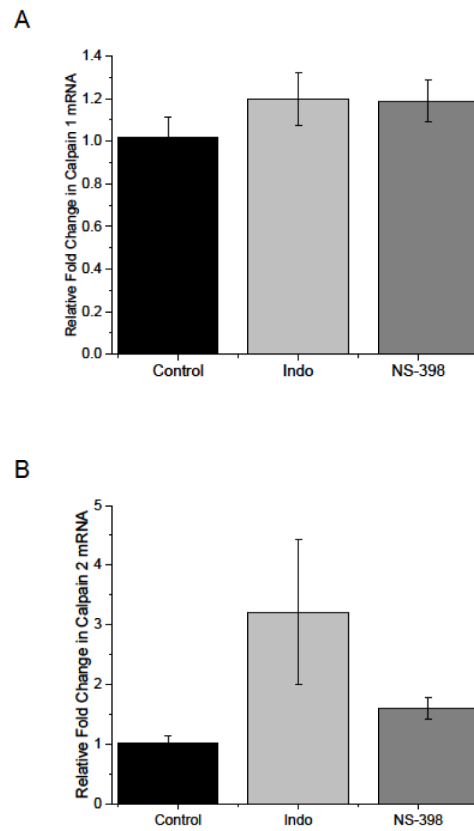 A
Relative Fold Change in Calpain 1 mRNA
1.4
1.2
1.0
0.8
0.6
0.4
0.2
0.0
Control Indo NS-398
B
Relative Fold Change in Calpain 2 mRNA
5
4
3
2
1
0
Control Indo NS-398